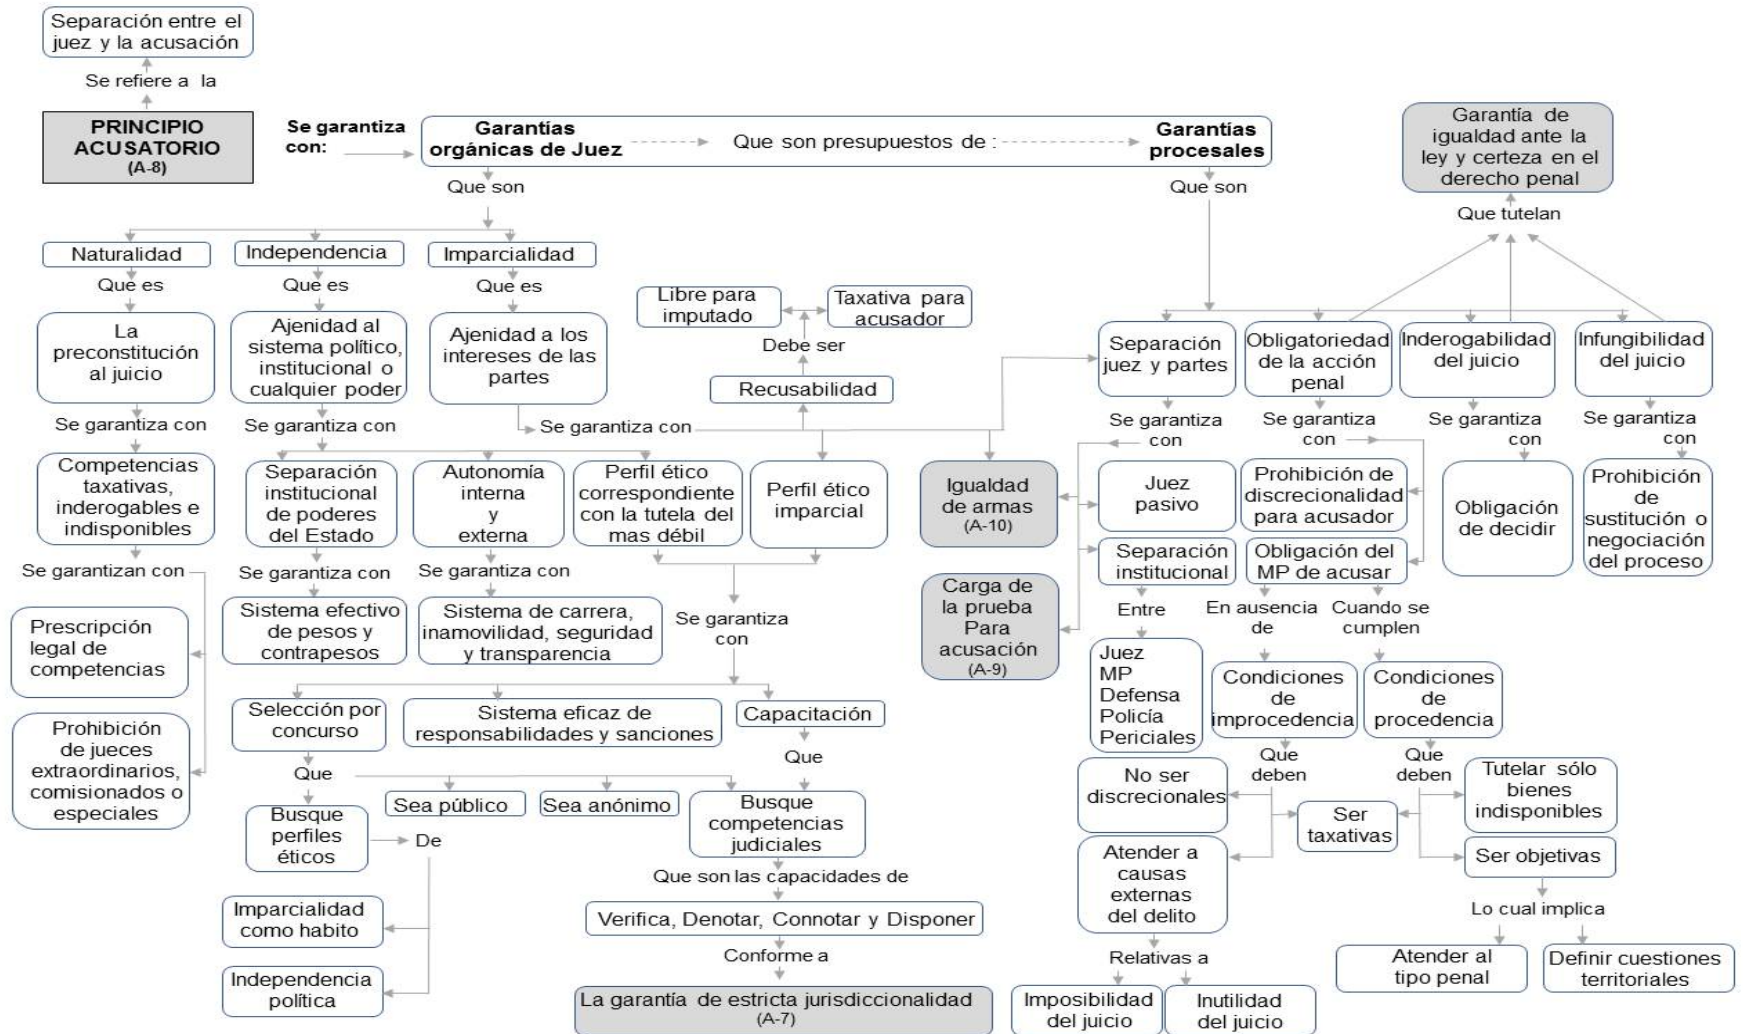 Separación entre el
juez y la acusación
Se refiere a la
PRINCIPIO
ACUSATORIO
(A-8)
Se garantiza
con:
Garantías
orgánicas de Juez
Que son presupuestos de :
Garantías
procesales
Garantía de
igualdad ante la
ley y certeza en el
derecho penal
Que tutelan
Que son
Que son
Naturalidad
Independencia
Imparcialidad
Que es
Que es
Que es
La
preconstitución
al juicio
Ajenidad al
sistema político,
institucional o
cualquier poder
Ajenidad a los
intereses de las
partes
Libre para
imputado
Taxativa para
acusador
Debe ser
Recusabilidad
Separación
juez y partes
Obligatoriedad
de la acción
penal
Inderogabilidad
del juicio
Infungibilidad
del juicio
Se garantiza con
Se garantiza con
Se garantiza con
Se garantiza
con
Se garantiza
con
Se garantiza
con
Se garantiza
con
Competencias
taxativas,
inderogables e
indisponibles
Separación
institucional
de poderes
del Estado
Autonomía
interna
y
externa
Perfil ético
correspondiente
con la tutela del
mas débil
Perfil ético
imparcial
Igualdad
de armas
(A-10)
Juez
pasivo
Prohibición de
discrecionalidad
para acusador
Obligación
de decidir
Prohibición
de
sustitución o
negociación
del proceso
Separación
institucional
Obligación del
MP de acusar
Se garantizan con
Se garantiza con
Se garantiza con
Carga de
la prueba
Para
acusación
(A-9)
Entre
En ausencia
de
Cuando se
cumplen
Prescripción
legal de
competencias
Sistema efectivo
de pesos y
contrapesos
Sistema de carrera,
inamovilidad, seguridad
y transparencia
Se garantiza
con
Juez
MP
Defensa
Policía
Periciales
Condiciones
de
improcedencia
Condiciones
de
procedencia
Prohibición
de jueces
extraordinarios,
comisionados o
especiales
Selección por
concurso
Sistema eficaz de
responsabilidades y sanciones
Capacitación
Que
Que
Que
deben
Que
deben
Sea público
Sea anónimo
Busque
perfiles
éticos
De
Busque
competencias
judiciales
No ser
discrecionales
Ser
taxativas
Tutelar sólo
bienes
indisponibles
Atender a
causas
externas
del delito
Ser objetivas
Que son las capacidades de
Imparcialidad
como habito
Verifica, Denotar, Connotar y Disponer
Lo cual implica
Conforme a
Relativas a
Atender al
tipo penal
Definir cuestiones
territoriales
Independencia
política
La garantía de estricta jurisdiccionalidad
(A-7)
Imposibilidad
del juicio
Inutilidad
del juicio